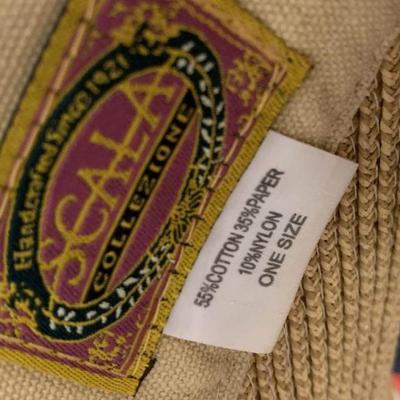 Handcrafted Since 1921
SCALA
COLLEZIONE
55%COTTON 35%PAPER
10%NYLON
ONE SIZE